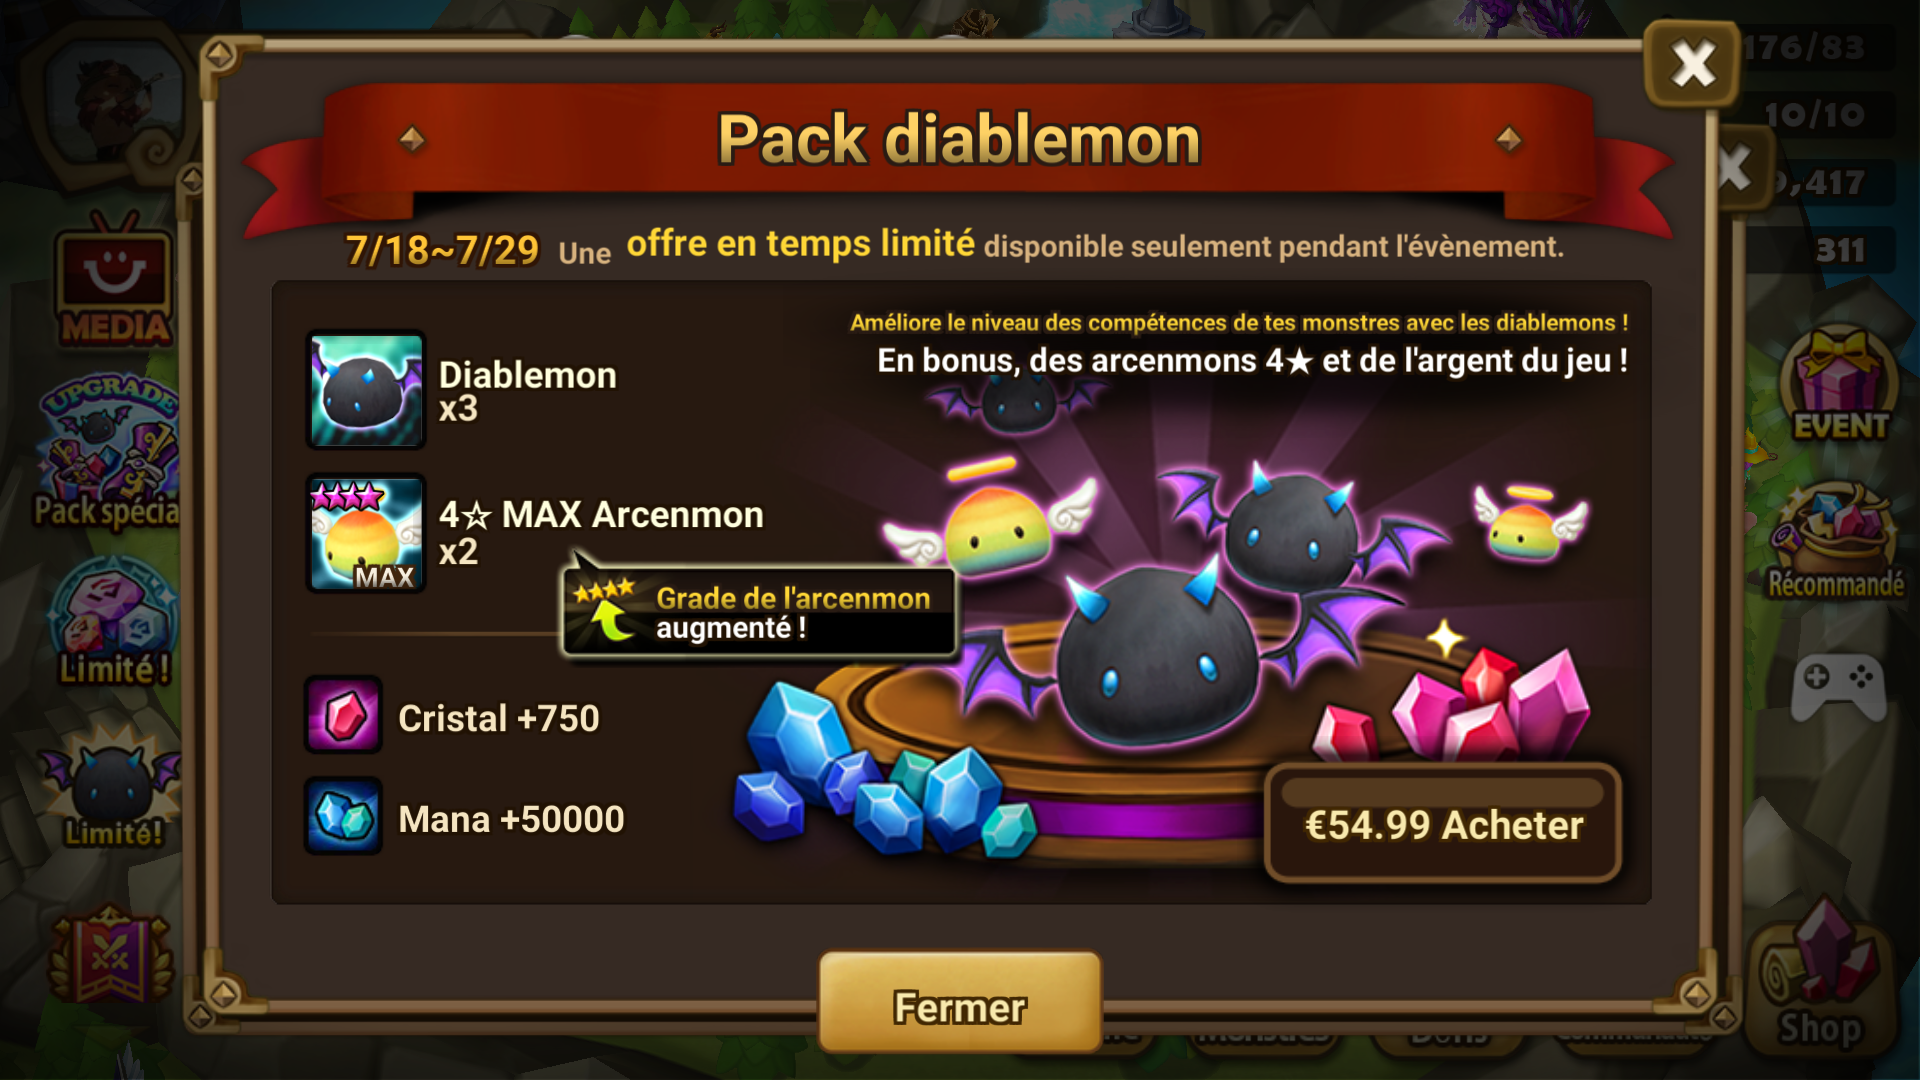 Pack diablemon
7/18~7/29 Une offre en temps limité disponible seulement pendant l'évènement.
Améliore le niveau des compétences de tes monstres avec les diablemons !
En bonus, des arcenmons 4★ et de l'argent du jeu !
Diablemon
x3
4☆ MAX Arcenmon
x2
MAX
Grade de l'arcenmon
augmenté !
Cristal +750
Mana +50000
€54.99 Acheter
Fermer
MEDIA
UPGRADE
Pack spécia
Limité !
Limité!
176/83
10/10
,417
311
EVENT
Récommandé
Shop